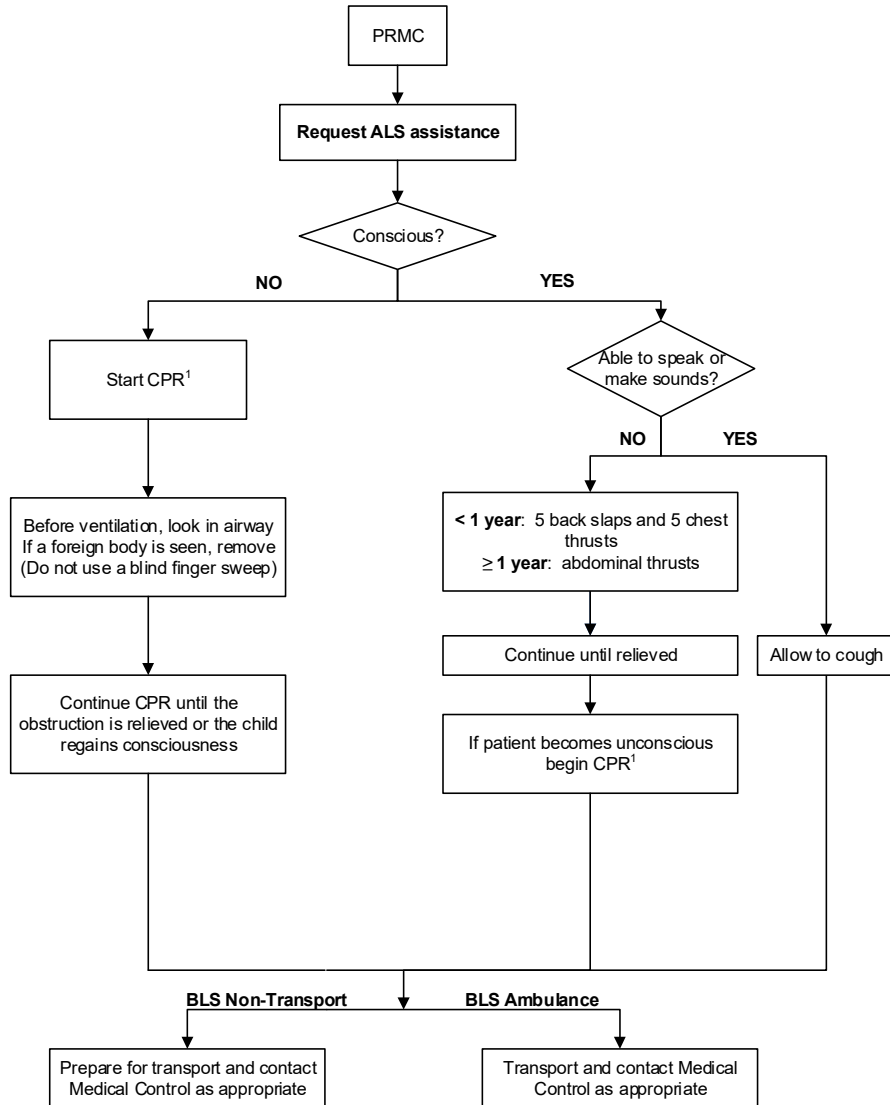 PRMC
Request ALS assistance
Conscious?
NO
YES
Able to speak or
make sounds?
Start CPR1
NO
YES
Before ventilation, look in airway
If a foreign body is seen, remove
(Do not use a blind finger sweep)
< 1 year: 5 back slaps and 5 chest
thrusts
≥ 1 year: abdominal thrusts
Continue until relieved
Allow to cough
Continue CPR until the
obstruction is relieved or the child
regains consciousness
If patient becomes unconscious
begin CPR1
BLS Non-Transport
BLS Ambulance
Prepare for transport and contact
Medical Control as appropriate
Transport and contact Medical
Control as appropriate